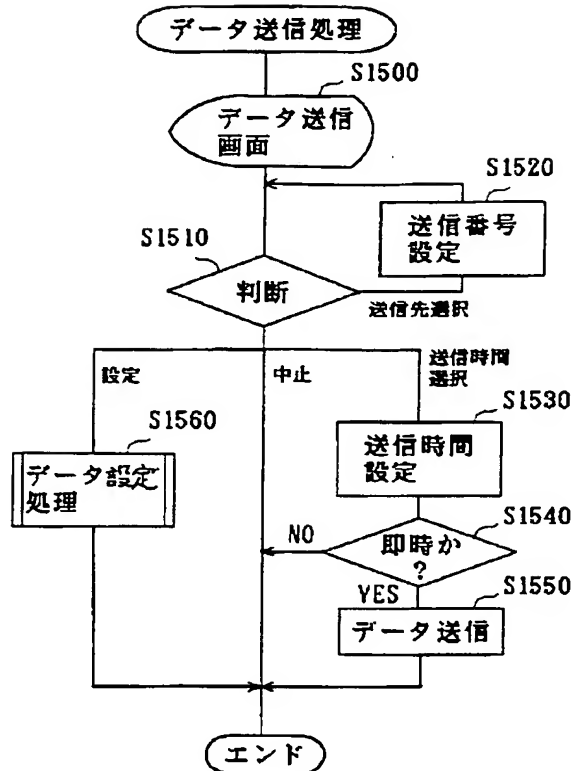 データ送信処理
S1500
データ送信
画面
S1520
送信番号
設定
S1510
判断
送信先選択
設定
中止
送信時間
選択
S1530
送信時間
設定
S1560
データ設定
処理
S1540
NO
即時か
?
YES
S1550
データ送信
エンド